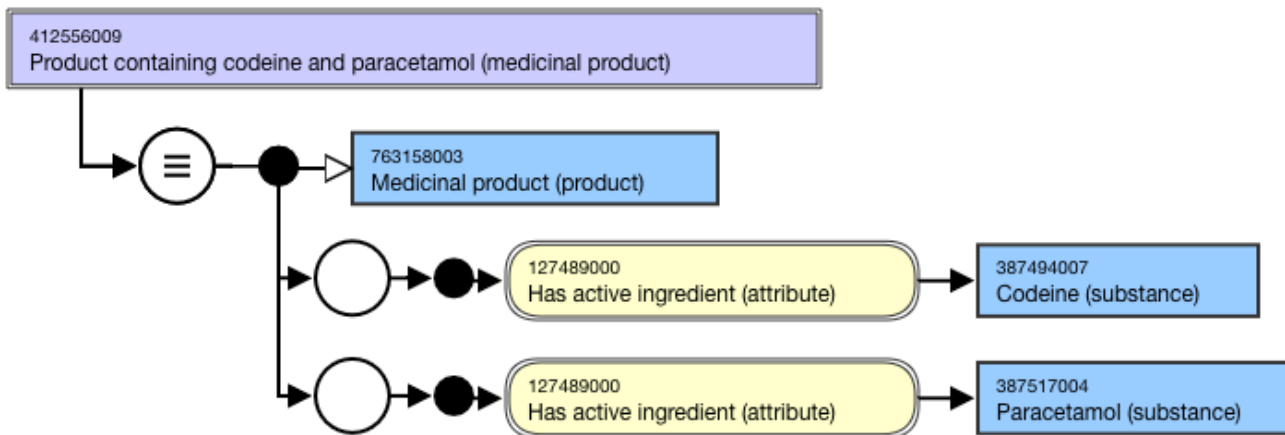 412556009
Product containing codeine and paracetamol (medicinal product)
763158003
Medicinal product (product)
127489000
Has active ingredient (attribute)
387494007
Codeine (substance)
127489000
Has active ingredient (attribute)
387517004
Paracetamol (substance)